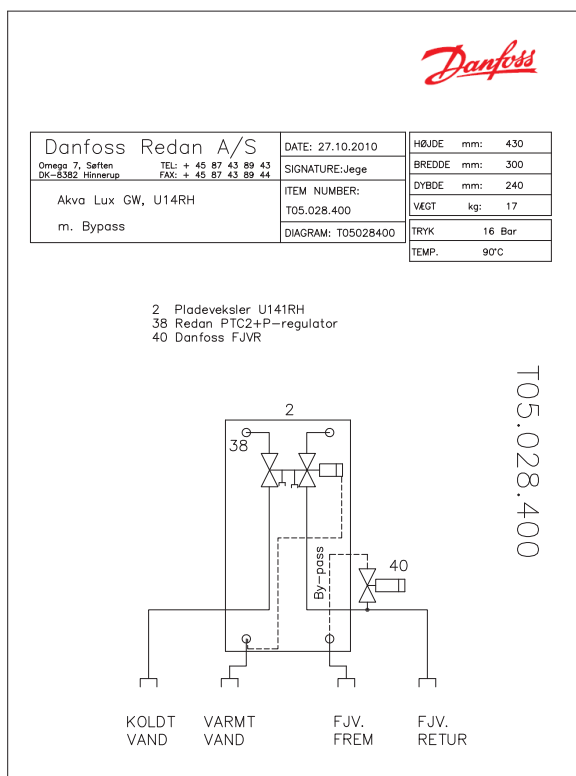 Danfoss
Danfoss Redan A/S
Omega 7, Søften TEL: + 45 87 43 89 43
DK-8382 Hinnerup FAX: + 45 87 43 89 44
Akva Lux GW, U14RH
m. Bypass
DATE: 27.10.2010
SIGNATURE:Jege
ITEM NUMBER:
T05.028.400
DIAGRAM: T05028400
HØJDE mm: 430
BREDDE mm: 300
DYBDE mm: 240
VÆGT kg: 17
TRYK 16 Bar
TEMP. 90°C
2 Pladeveksler U141RH
38 Redan PTC2+P-regulator
40 Danfoss FJVR
T05.028.400
2
38
By-pass
40
KOLDT
VAND
VARMT
VAND
FJV.
FREM
FJV.
RETUR